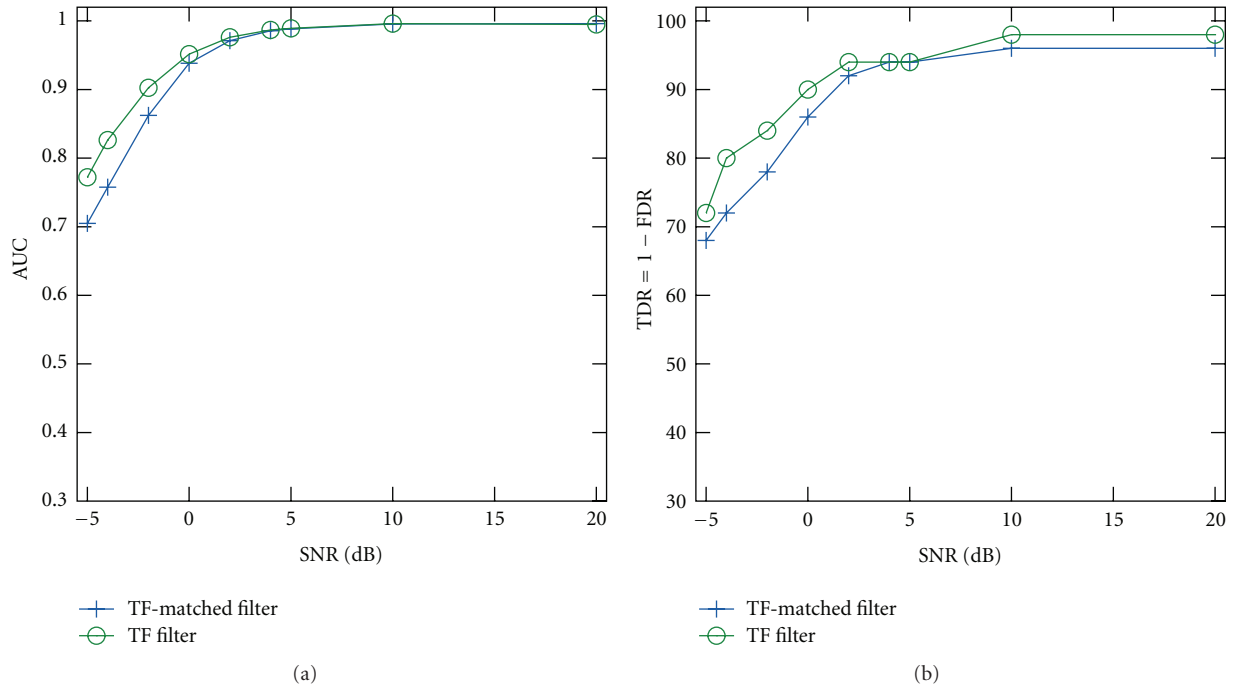 1
0.9
0.8
0.7
0.6
0.5
0.4
0.3
AUC
−5
0
5
10
15
20
SNR (dB)
TF-matched filter
TF filter
(a)
100
90
80
70
60
50
40
30
TDR = 1 − FDR
−5
0
5
10
15
20
SNR (dB)
TF-matched filter
TF filter
(b)